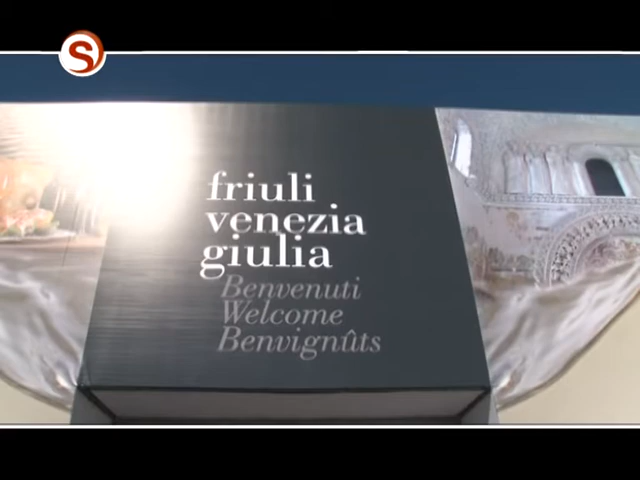 S
friuli
venezia
giulia
Benvenuti
Welcome
Benvignûts